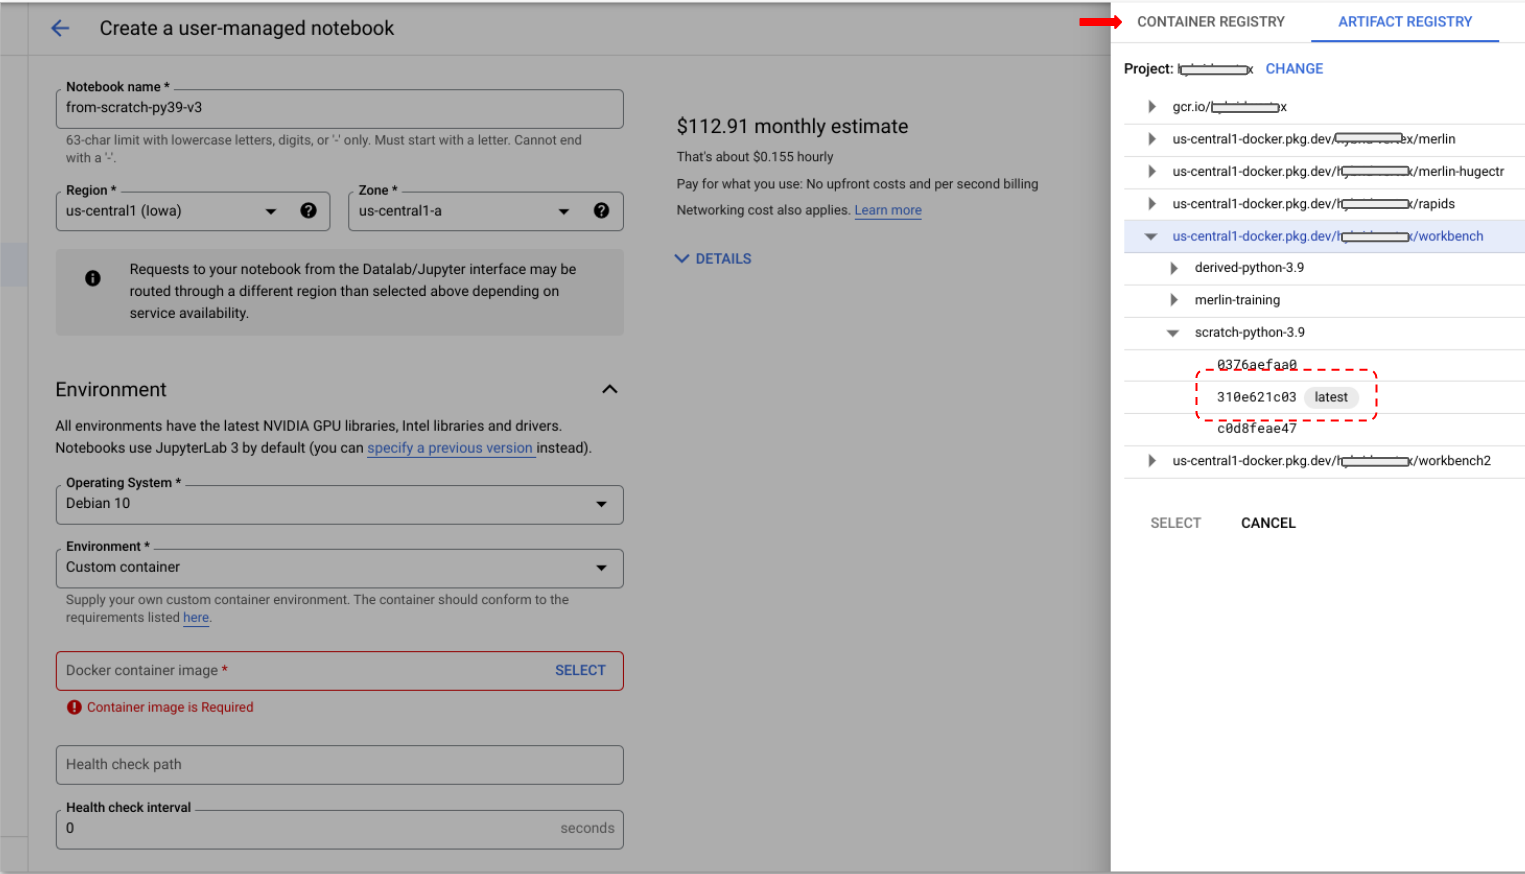 Create a user-managed notebook
Notebook name *
from-scratch-py39-v3
63-char limit with lowercase letters, digits, or '-' only. Must start with a letter. Cannot end
with a '-'.
Region *
us-central1 (Iowa)
Zone *
us-central1-a
Requests to your notebook from the Datalab/Jupyter interface may be
routed through a different region than selected above depending on
service availability.
Environment
All environments have the latest NVIDIA GPU libraries, Intel libraries and drivers.
Notebooks use JupyterLab 3 by default (you can specify a previous version instead).
Operating System *
Debian 10
Environment *
Custom container
Supply your own custom container environment. The container should conform to the
requirements listed here.
Docker container image *
SELECT
Container image is Required
Health check path
Health check interval
0
seconds
$112.91 monthly estimate
That's about $0.155 hourly
Pay for what you use: No upfront costs and per second billing
Networking cost also applies. Learn more
DETAILS
CONTAINER REGISTRY
ARTIFACT REGISTRY
Project:
CHANGE
gcr.io/
us-central1-docker.pkg.dev/ /merlin
us-central1-docker.pkg.dev/ /merlin-hugectr
us-central1-docker.pkg.dev/ /rapids
us-central1-docker.pkg.dev/ /workbench
derived-python-3.9
merlin-training
scratch-python-3.9
0376aefaa0
310e621c03 latest
c0d8feae47
us-central1-docker.pkg.dev/ /workbench2
SELECT
CANCEL